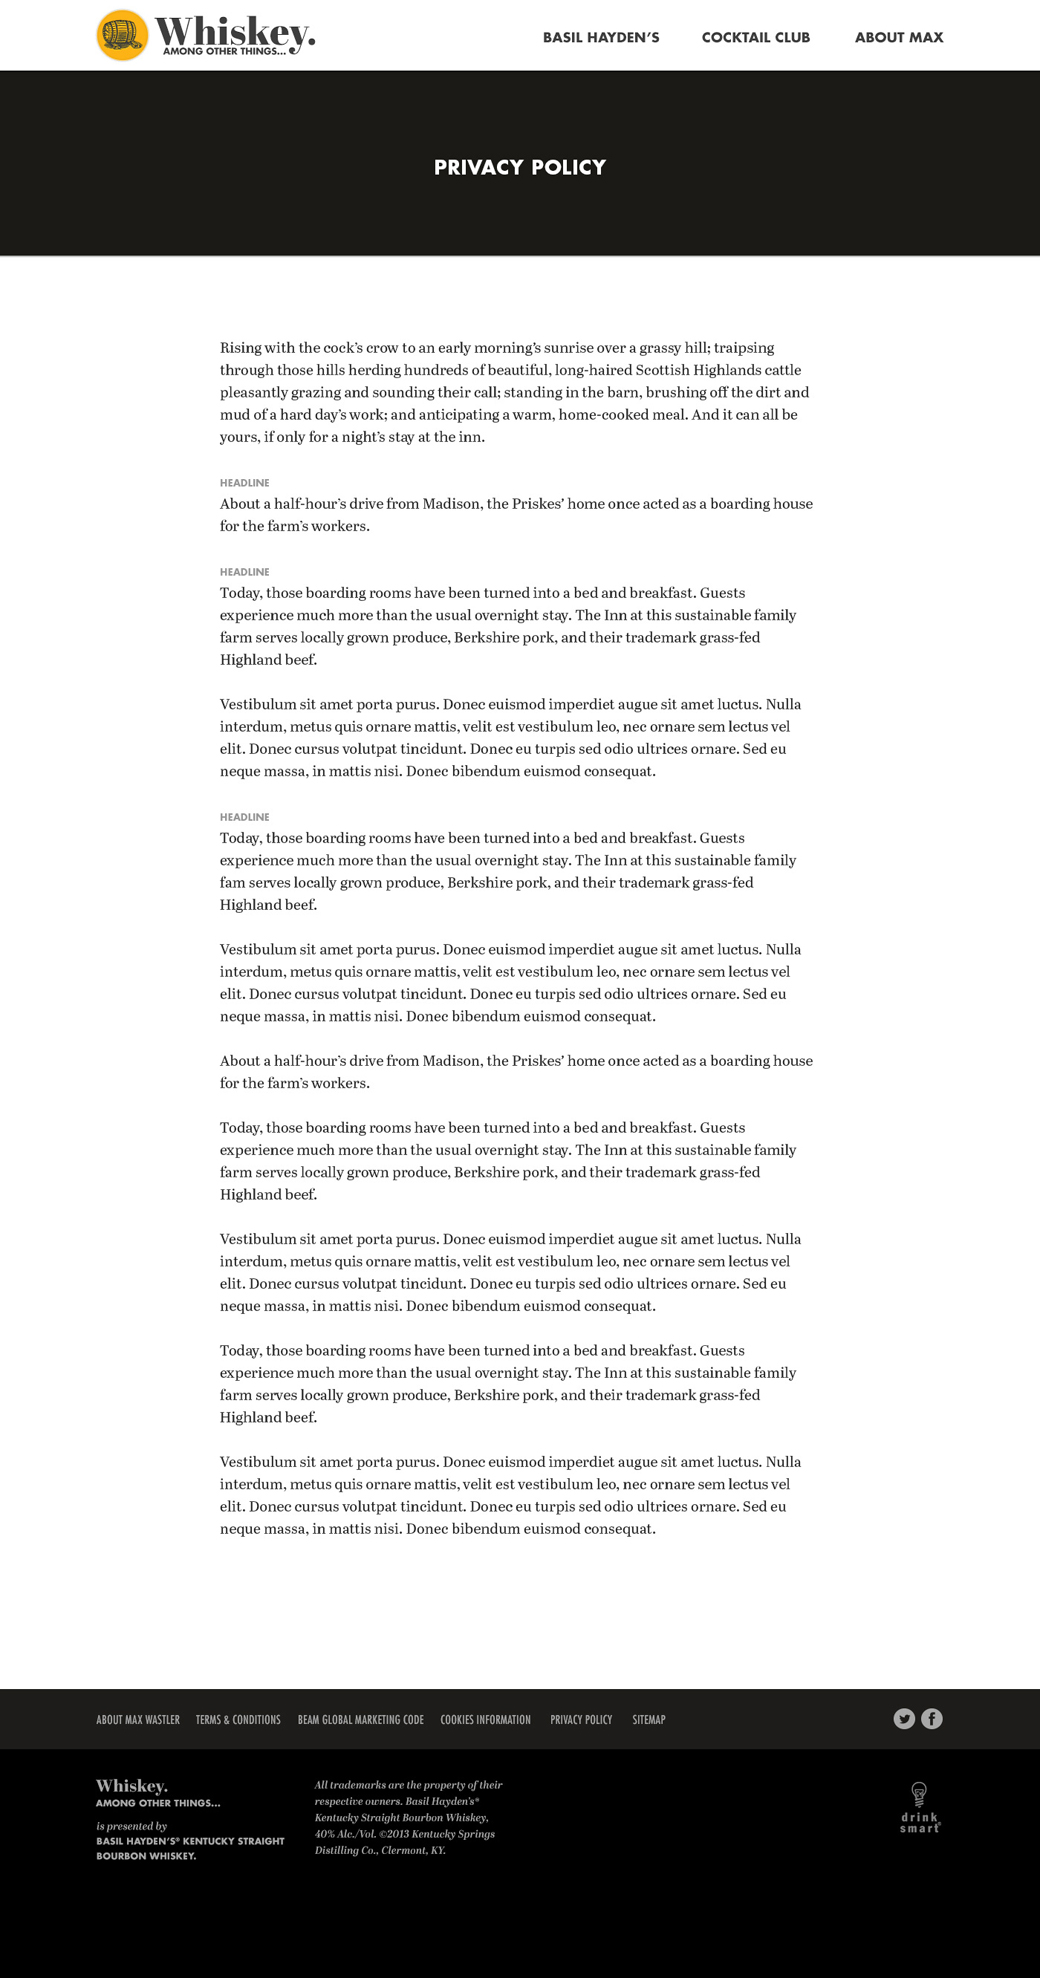 Whiskey.
AMONG OTHER THINGS...
BASIL HAYDEN'S COCKTAIL CLUB ABOUT MAX
PRIVACY POLICY
Rising with the cock's crow to an early morning's sunrise over a grassy hill; traipsing
through those hills herding hundreds of beautiful, long-haired Scottish Highlands cattle
pleasantly grazing and sounding their call; standing in the barn, brushing off the dirt and
mud of a hard day's work; and anticipating a warm, home-cooked meal. And it can all be
yours, if only for a night's stay at the inn.
HEADLINE
About a half-hour's drive from Madison, the Priskes' home once acted as a boarding house
for the farm's workers.
HEADLINE
Today, those boarding rooms have been turned into a bed and breakfast. Guests
experience much more than the usual overnight stay. The Inn at this sustainable family
farm serves locally grown produce, Berkshire pork, and their trademark grass-fed
Highland beef.
Vestibulum sit amet porta purus. Donec euismod imperdiet augue sit amet luctus. Nulla
interdum, metus quis ornare mattis, velit est vestibulum leo, nec ornare sem lectus vel
elit. Donec cursus volutpat tincidunt. Donec eu turpis sed odio ultrices ornare. Sed eu
neque massa, in mattis nisi. Donec bibendum euismod consequat.
HEADLINE
Today, those boarding rooms have been turned into a bed and breakfast. Guests
experience much more than the usual overnight stay. The Inn at this sustainable family
fam serves locally grown produce, Berkshire pork, and their trademark grass-fed
Highland beef.
Vestibulum sit amet porta purus. Donec euismod imperdiet augue sit amet luctus. Nulla
interdum, metus quis ornare mattis, velit est vestibulum leo, nec ornare sem lectus vel
elit. Donec cursus volutpat tincidunt. Donec eu turpis sed odio ultrices ornare. Sed eu
neque massa, in mattis nisi. Donec bibendum euismod consequat.
About a half-hour's drive from Madison, the Priskes' home once acted as a boarding house
for the farm's workers.
Today, those boarding rooms have been turned into a bed and breakfast. Guests
experience much more than the usual overnight stay. The Inn at this sustainable family
farm serves locally grown produce, Berkshire pork, and their trademark grass-fed
Highland beef.
Vestibulum sit amet porta purus. Donec euismod imperdiet augue sit amet luctus. Nulla
interdum, metus quis ornare mattis, velit est vestibulum leo, nec ornare sem lectus vel
elit. Donec cursus volutpat tincidunt. Donec eu turpis sed odio ultrices ornare. Sed eu
neque massa, in mattis nisi. Donec bibendum euismod consequat.
Today, those boarding rooms have been turned into a bed and breakfast. Guests
experience much more than the usual overnight stay. The Inn at this sustainable family
farm serves locally grown produce, Berkshire pork, and their trademark grass-fed
Highland beef.
Vestibulum sit amet porta purus. Donec euismod imperdiet augue sit amet luctus. Nulla
interdum, metus quis ornare mattis, velit est vestibulum leo, nec ornare sem lectus vel
elit. Donec cursus volutpat tincidunt. Donec eu turpis sed odio ultrices ornare. Sed eu
neque massa, in mattis nisi. Donec bibendum euismod consequat.
ABOUT MAX WASTLER TERMS & CONDITIONS BEAM GLOBAL MARKETING CODE COOKIES INFORMATION PRIVACY POLICY SITEMAP
Whiskey.
AMONG OTHER THINGS...
is presented by
BASIL HAYDEN'S® KENTUCKY STRAIGHT
BOURBON WHISKEY.
All trademarks are the property of their
respective owners. Basil Hayden's®
Kentucky Straight Bourbon Whiskey,
40% Alc./Vol. ©2013 Kentucky Springs
Distilling Co., Clermont, KY.
drink
smart®